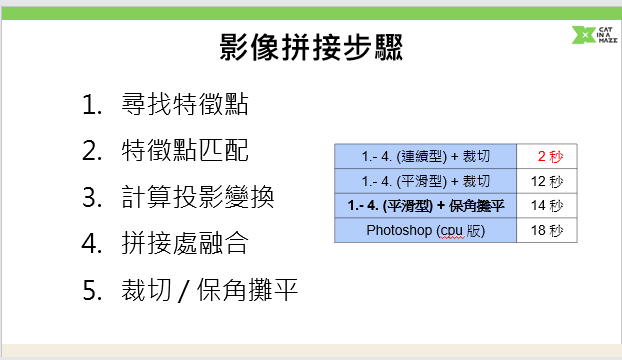 影像拼接步驟
CAT
IN A
MAZE
1. 尋找特徵點
2. 特徵點匹配
3. 計算投影變換
4. 拼接處融合
5. 裁切 / 保角攤平
1.- 4. (連續型) + 裁切 2 秒
1.- 4. (平滑型) + 裁切 12 秒
1.- 4. (平滑型) + 保角攤平 14 秒
Photoshop (cpu 版) 18 秒